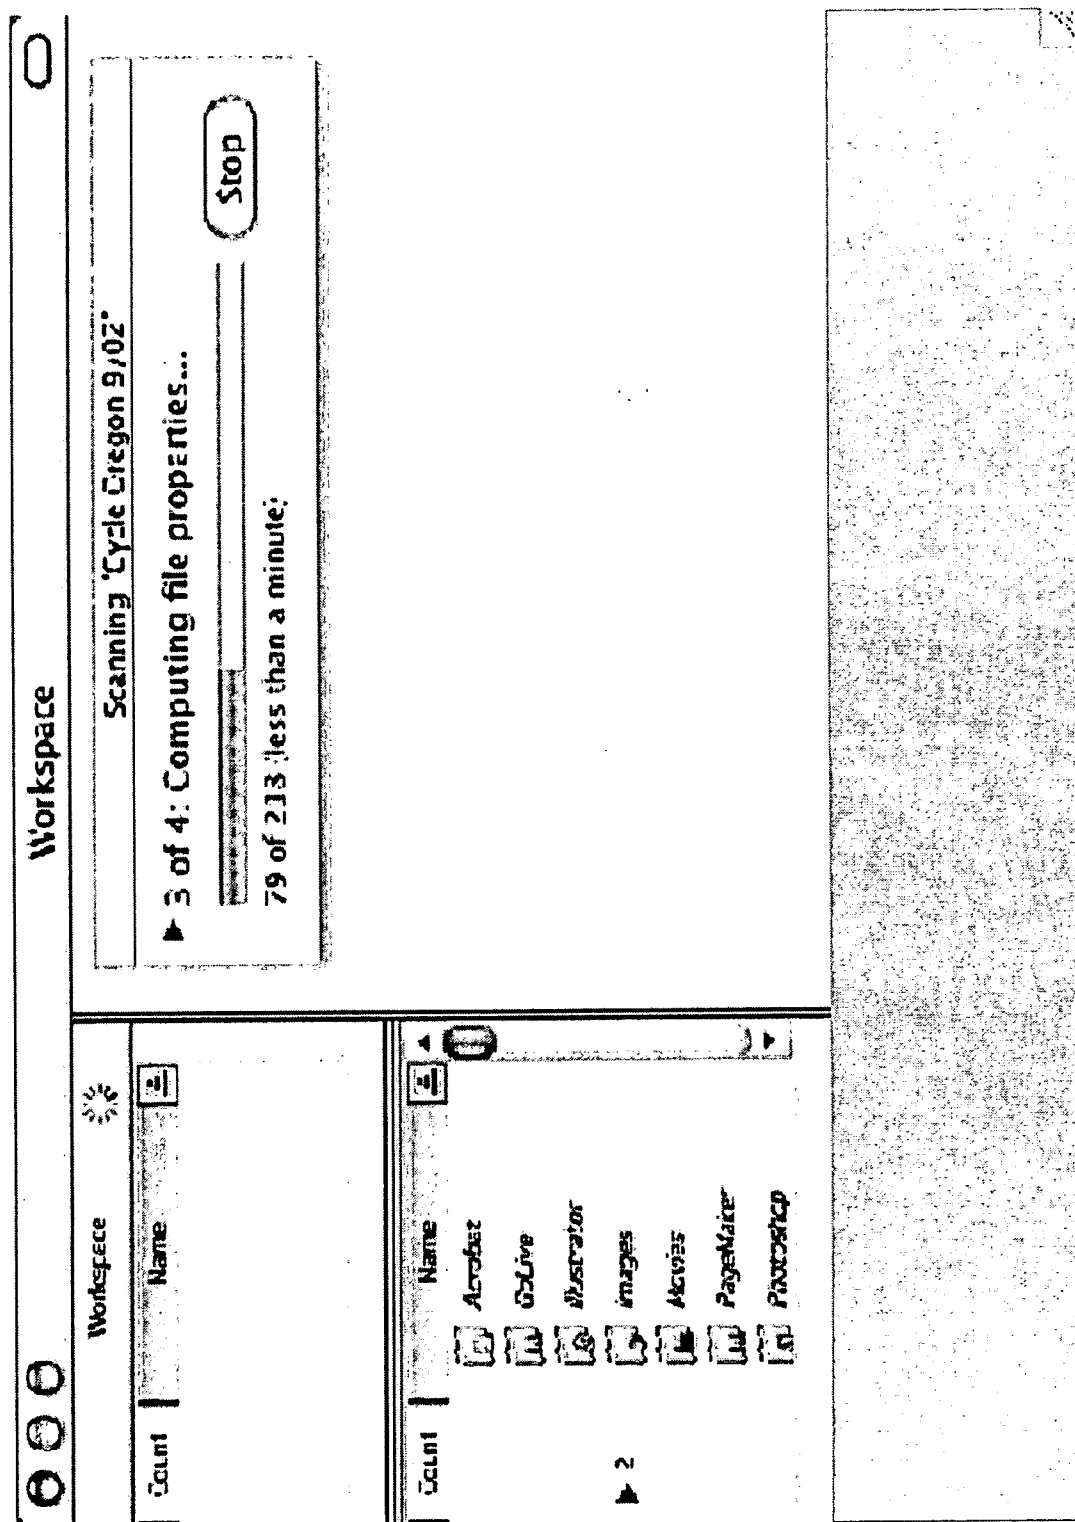 Workspace
Workspace
Count Name
Scanning "Cycle Oregon 9/02"
3 of 4: Computing file properties...
Stop
79 of 213 (less than a minute)
Count Name
Acrobat
GoLive
Illustrator
2 Images
Movies
PageMaker
Photoshop